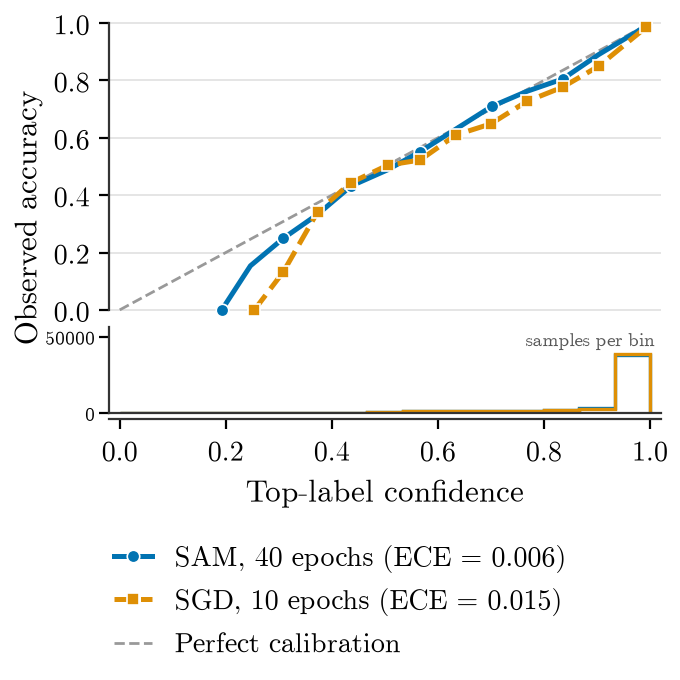 1.0
0.8
0.6
0.4
0.2
0.0
Observed accuracy
50000
0
samples per bin
0.0 0.2 0.4 0.6 0.8 1.0
Top-label confidence
SAM, 40 epochs (ECE = 0.006)
SGD, 10 epochs (ECE = 0.015)
Perfect calibration